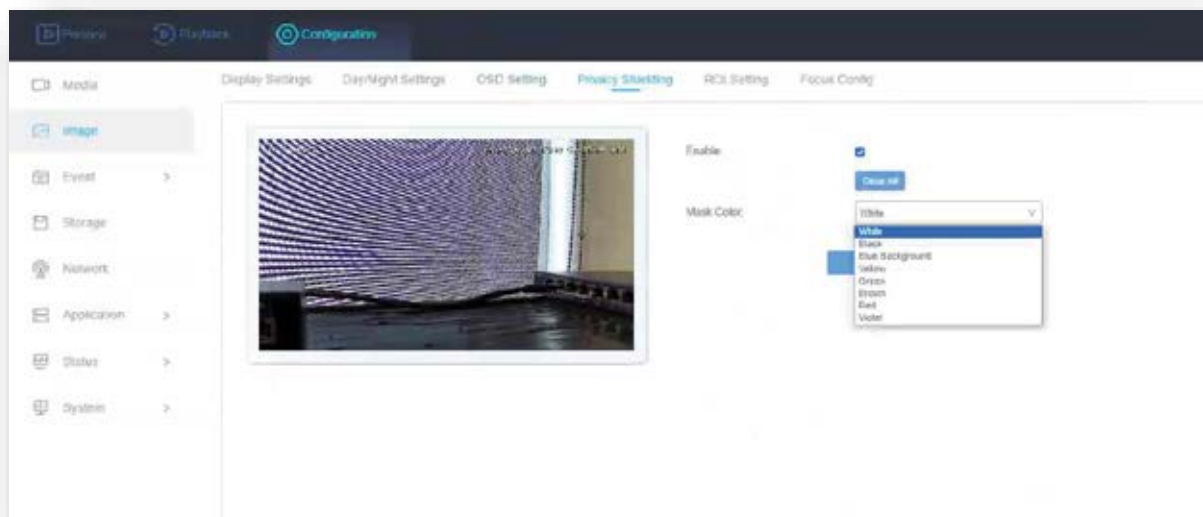 Preview Playback Configuration
Display Settings Day/Night Settings OSD Setting Privacy Shielding ROI Setting Focus Config
Media
Image
Event >
Storage
Network
Application >
Status >
System >
Enable
Clear All
Mask Color: White
White
Black
Blue Background
Yellow
Green
Brown
Red
Violet